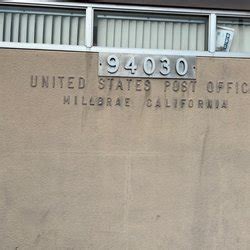 94030
UNITED STATES POST OFFIC
MILLBRAE CALIFORNIA